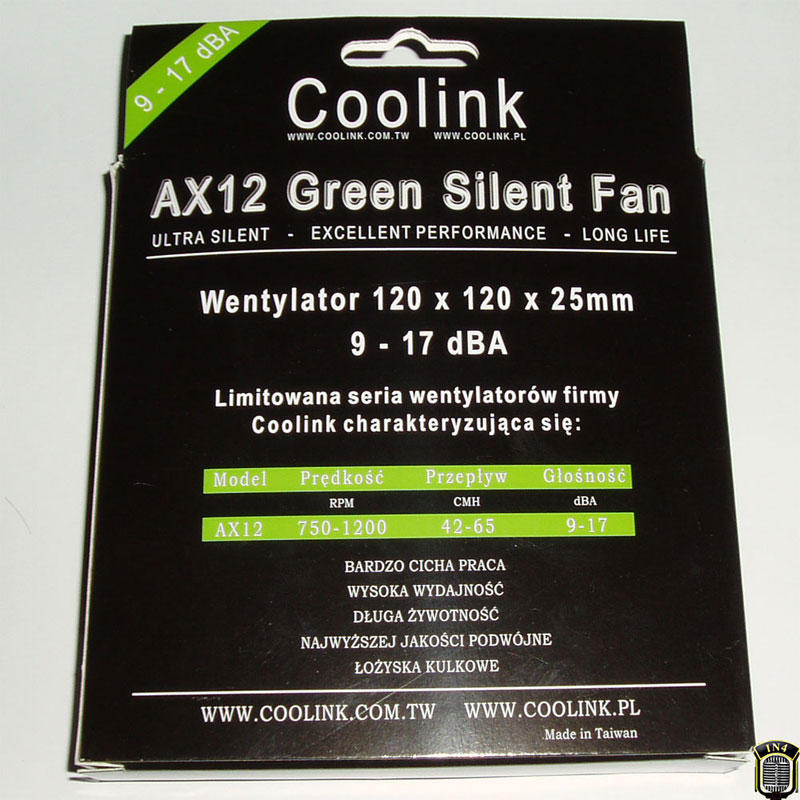 9 - 17 dBA
Coolink
WWW.COOLINK.COM.TW WWW.COOLINK.PL
AX12 Green Silent Fan
ULTRA SILENT - EXCELLENT PERFORMANCE - LONG LIFE
Wentylator 120 x 120 x 25mm
9 - 17 dBA
Limitowana seria wentylatorów firmy
Coolink charakteryzująca się:
Model Prędkość Przepływ Głośność
RPM CMH dBA
AX12 750-1200 42-65 9-17
BARDZO CICHA PRACA
WYSOKA WYDAJNOŚĆ
DŁUGA ŻYWOTNOŚĆ
NAJWYŻSZEJ JAKOŚCI PODWÓJNE
ŁOŻYSKA KULKOWE
WWW.COOLINK.COM.TW WWW.COOLINK.PL
Made in Taiwan
IN4